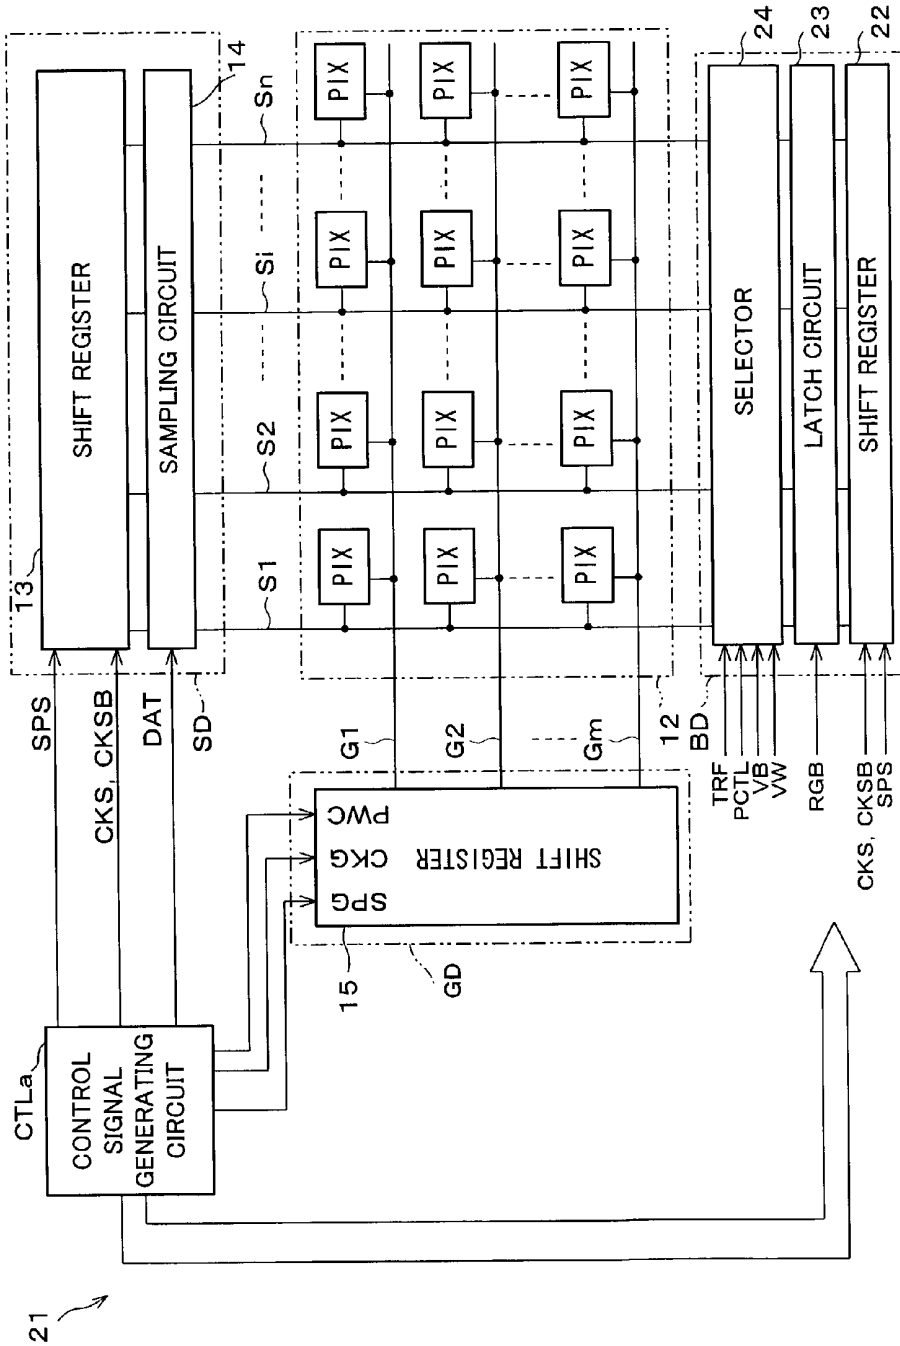 21
CTLa
CONTROL
SIGNAL
GENERATING
CIRCUIT
SPS
CKS, CKSB
DAT
SD
13
SHIFT REGISTER
SAMPLING CIRCUIT
14
S1
S2
Si
Sn
15
GD
SPG
CKG
PWC
SHIFT REGISTER
G1
G2
Gm
12
PIX
PIX
PIX
PIX
PIX
PIX
PIX
PIX
PIX
PIX
PIX
PIX
BD
TRF
PCTL
VB
VW
RGB
CKS, CKSB
SPS
SELECTOR
LATCH CIRCUIT
SHIFT REGISTER
24
23
22